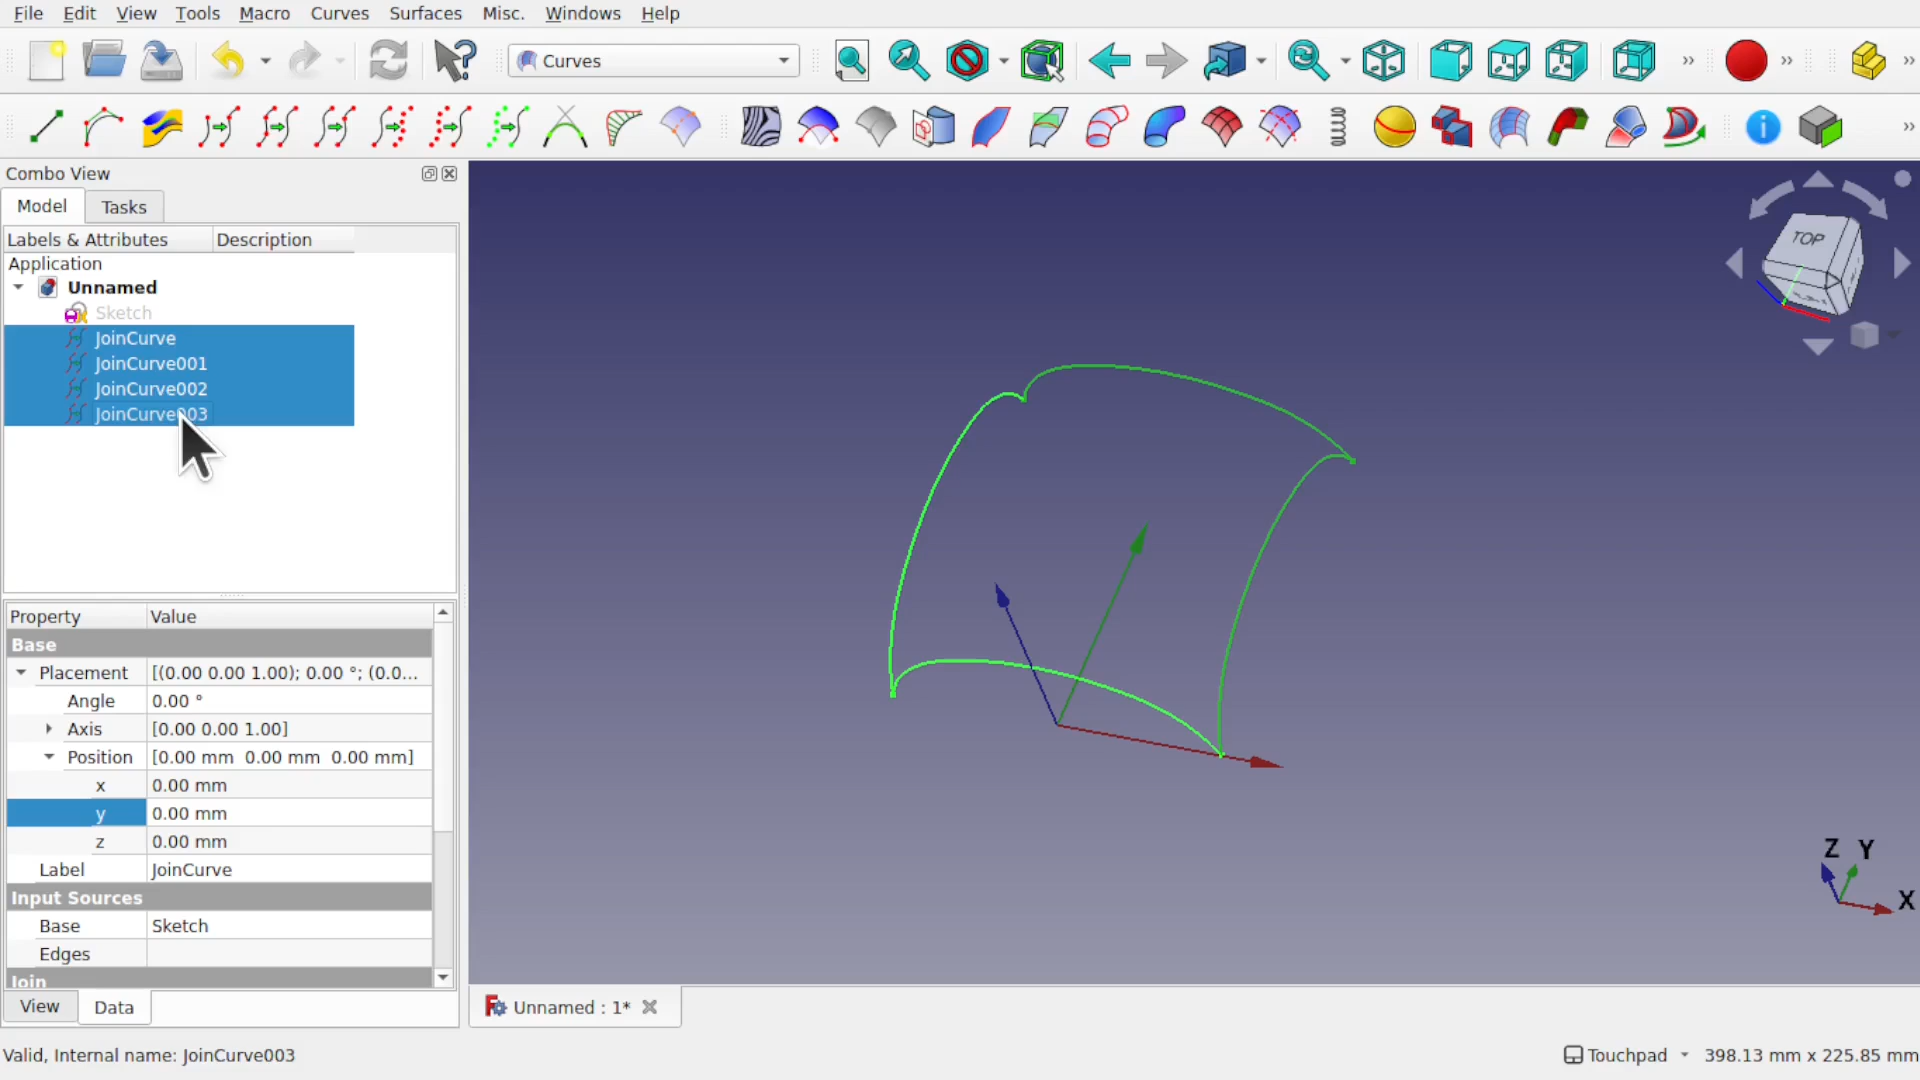 File Edit View Tools Macro Curves Surfaces Misc. Windows Help
Curves
Combo View
Model Tasks
Labels & Attributes Description
Application
Unnamed
Sketch
JoinCurve
JoinCurve001
JoinCurve002
JoinCurve003
TOP
Property Value
Base
Placement [(0.00 0.00 1.00); 0.00 °; (0.0...
Angle 0.00 °
Axis [0.00 0.00 1.00]
Position [0.00 mm 0.00 mm 0.00 mm]
x 0.00 mm
y 0.00 mm
z 0.00 mm
Label JoinCurve
Input Sources
Base Sketch
Edges
Join
View Data
Z Y
X
Unnamed : 1*
Valid, Internal name: JoinCurve003
Touchpad 398.13 mm x 225.85 mm